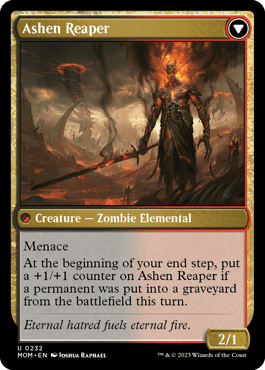 Ashen Reaper
Creature — Zombie Elemental
Menace
At the beginning of your end step, put
a +1/+1 counter on Ashen Reaper if
a permanent was put into a graveyard
from the battlefield this turn.
Eternal hatred fuels eternal fire.
2/1
U 0232
MOM • EN Joshua Raphael
™ & © 2023 Wizards of the Coast